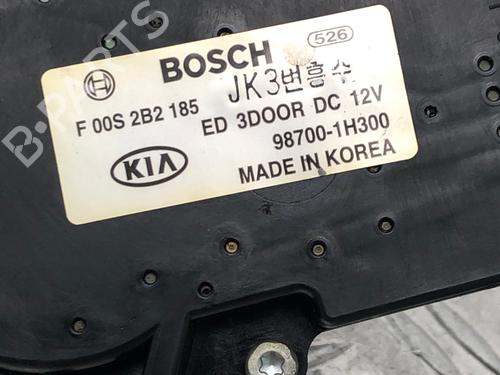 BOSCH
526
JK3변흥수
F 00S 2B2 185
ED 3DOOR DC 12V
KIA
98700-1H300
MADE IN KOREA
B-PARTS